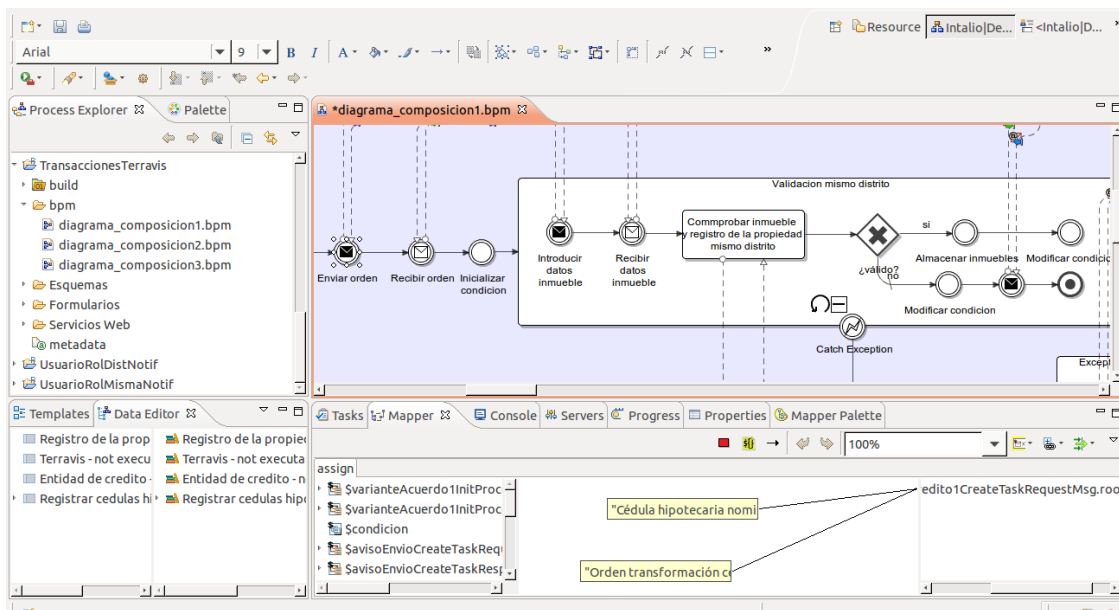 Resource Intalio|De... <Intalio|D...
Arial 9 B I A
Process Explorer Palette
*diagrama_composicion1.bpm
TransaccionesTerravis
build
bpm
diagrama_composicion1.bpm
diagrama_composicion2.bpm
diagrama_composicion3.bpm
Esquemas
Formularios
Servicios Web
metadata
UsuarioRolDistNotif
UsuarioRolMismaNotif
Validacion mismo distrito
Enviar orden
Recibir orden
Inicializar
condicion
Introducir
datos
inmueble
Recibir
datos
inmueble
Commprobar inmueble
y registro de la propiedad
mismo distrito
¿válido?
si
no
Almacenar inmuebles
Modificar condicio
Modificar condicion
Catch Exception
Except
Templates Data Editor
Registro de la prop Registro de la propied
Terravis - not execu Terravis - not executa
Entidad de credito - Entidad de credito - n
Registrar cedulas hi Registrar cedulas hipo
Tasks Mapper Console Servers Progress Properties Mapper Palette
100%
assign
$varianteAcuerdo1InitProc
$varianteAcuerdo1InitProc
$condicion
$avisoEnvioCreateTaskRequ
$avisoEnvioCreateTaskResp
"Cédula hipotecaria nomi
"Orden transformación ce
edito1CreateTaskRequestMsg.roo